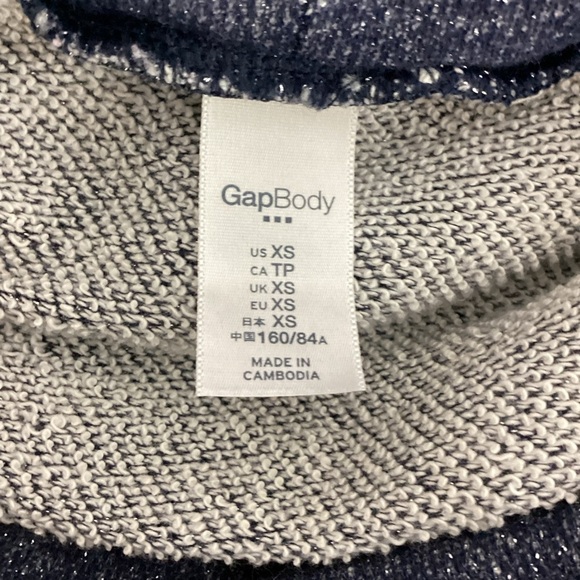 GapBody
US XS
CA TP
UK XS
EU XS
日本 XS
中国 160/84A
MADE IN
CAMBODIA